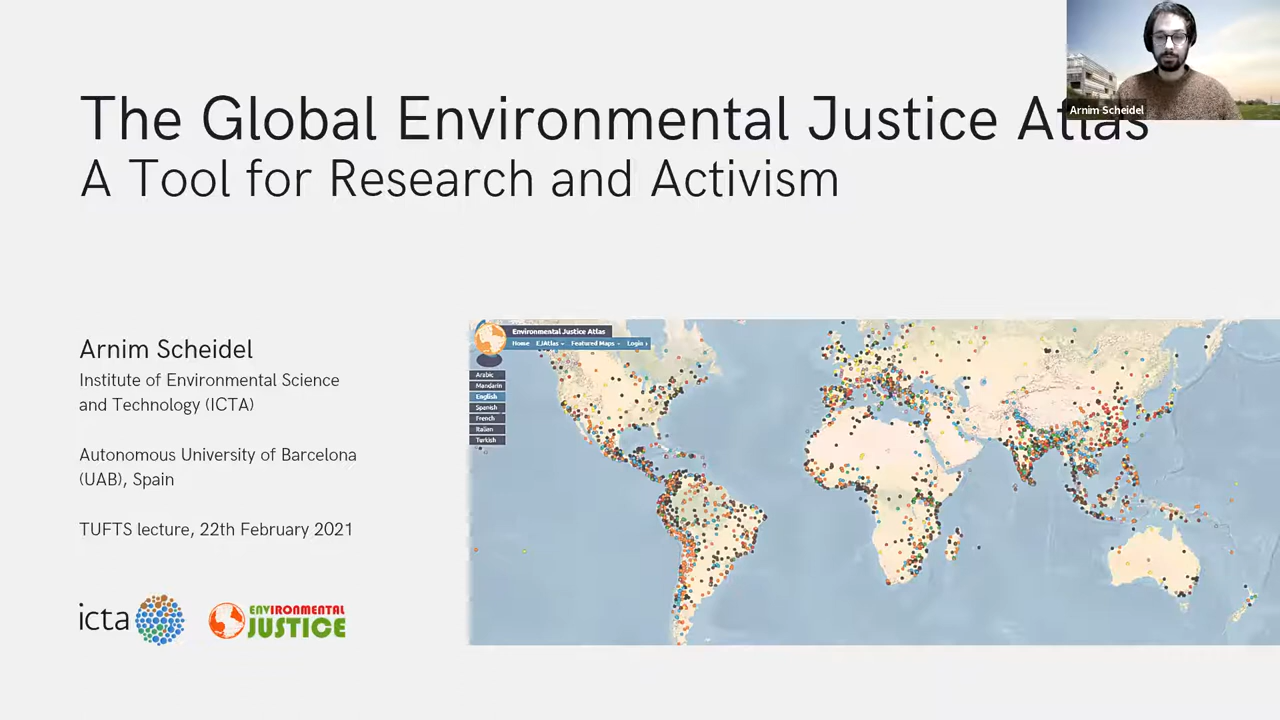 The Global Environmental Justice Atlas
A Tool for Research and Activism
Arnim Scheidel
Arnim Scheidel
Institute of Environmental Science
and Technology (ICTA)
Autonomous University of Barcelona
(UAB), Spain
TUFTS lecture, 22th February 2021
icta
ENVIRONMENTAL
JUSTICE
Environmental Justice Atlas
Home EJAtlas Featured Maps Login ›
Arabic
Mandarin
English
Spanish
French
Italian
Turkish